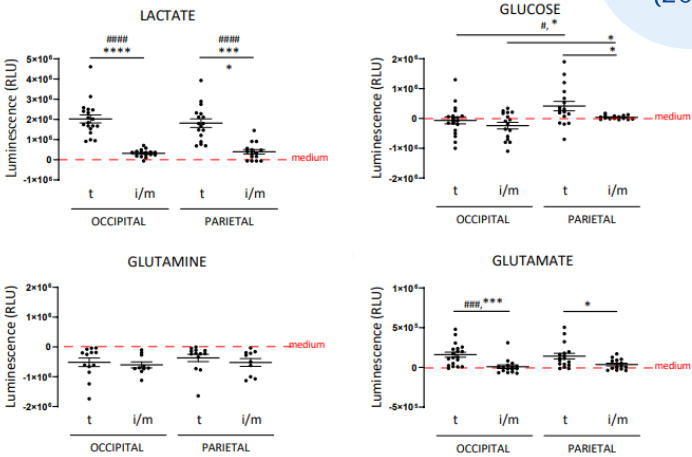 LACTATE
####
****
####
***
*
Luminescence (RLU)
5×10⁶
4×10⁶
3×10⁶
2×10⁶
1×10⁶
0
-1×10⁶
medium
t i/m t i/m
OCCIPITAL PARIETAL
GLUCOSE
#, *
*
*
Luminescence (RLU)
2×10⁶
1×10⁶
0
-1×10⁶
-2×10⁶
medium
t i/m t i/m
OCCIPITAL PARIETAL
GLUTAMINE
Luminescence (RLU)
2×10⁶
1×10⁶
0
-1×10⁶
-2×10⁶
medium
t i/m t i/m
OCCIPITAL PARIETAL
GLUTAMATE
###,***
*
Luminescence (RLU)
1×10⁶
5×10⁵
0
-5×10⁵
medium
t i/m t i/m
OCCIPITAL PARIETAL